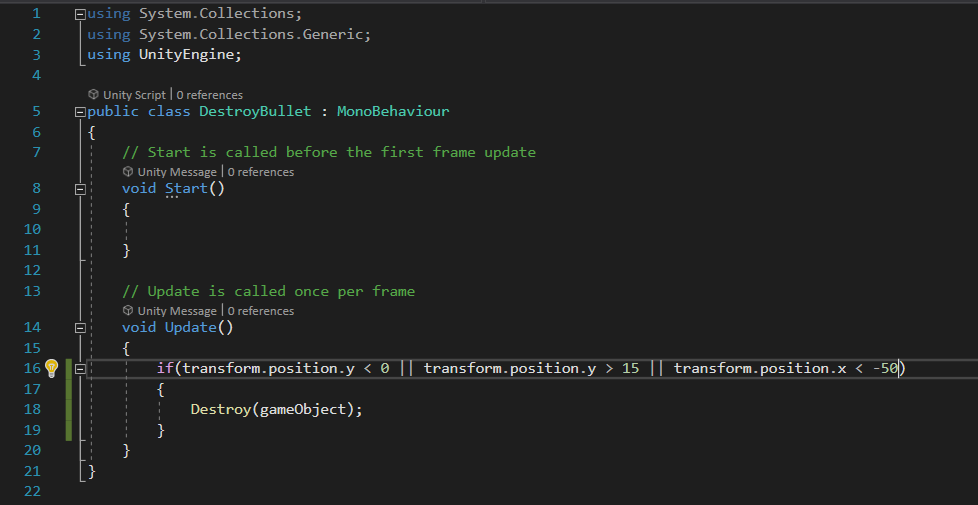 1 using System.Collections;
2 using System.Collections.Generic;
3 using UnityEngine;
4
Unity Script | 0 references
5 public class DestroyBullet : MonoBehaviour
6 {
7 // Start is called before the first frame update
Unity Message | 0 references
8 void Start()
9 {
10
11 }
12
13 // Update is called once per frame
Unity Message | 0 references
14 void Update()
15 {
16 if(transform.position.y < 0 || transform.position.y > 15 || transform.position.x < -50)
17 {
18 Destroy(gameObject);
19 }
20 }
21 }
22